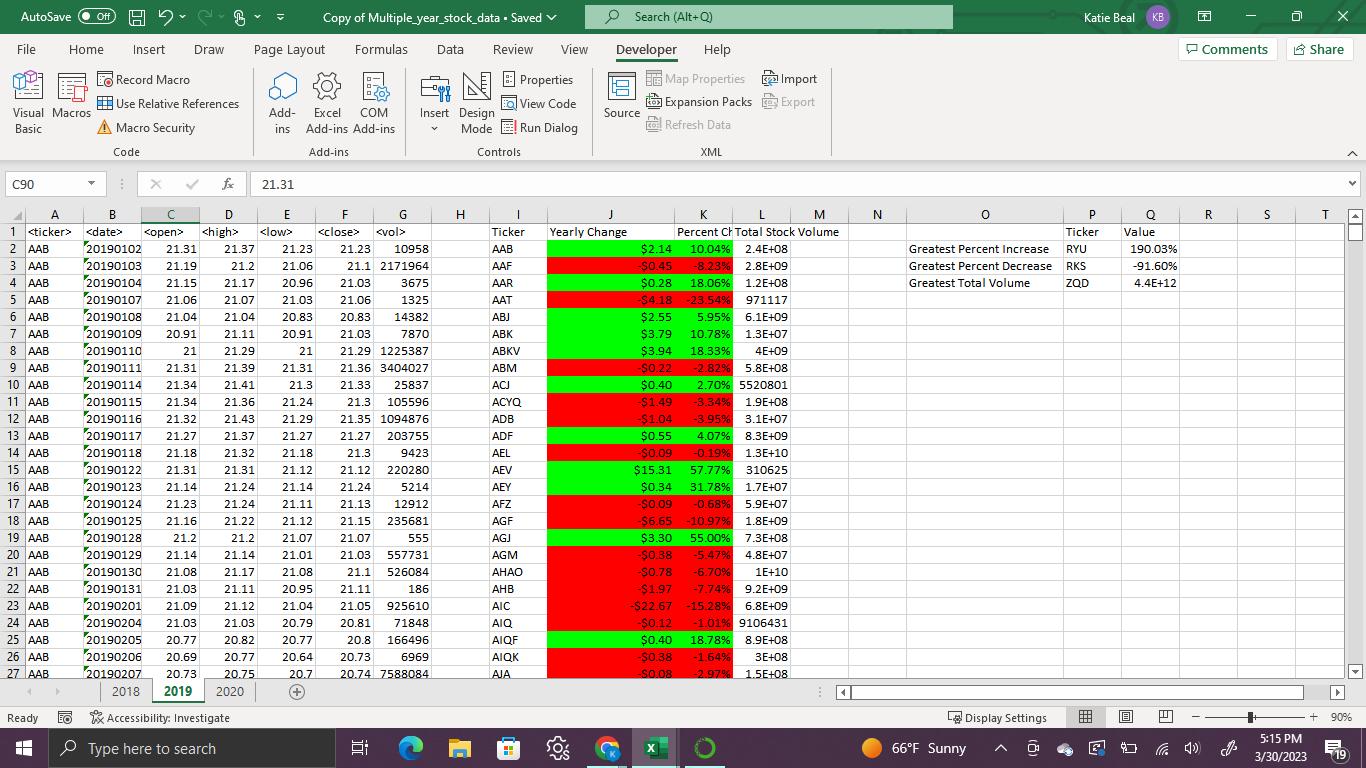 AutoSave Off Copy of Multiple_year_stock_data • Saved Search (Alt+Q) Katie Beal KB
File Home Insert Draw Page Layout Formulas Data Review View Developer Help Comments Share
Visual Basic Macros Record Macro Use Relative References Macro Security Add-ins Excel Add-ins COM Add-ins Insert Design Mode Properties View Code Run Dialog Source Map Properties Expansion Packs Refresh Data Import Export
Code Add-ins Controls XML
C90 fx 21.31
A B C D E F G H I J K L M N O P Q R S T
1 <ticker> <date> <open> <high> <low> <close> <vol> Ticker Yearly Change Percent Ch Total Stock Volume Ticker Value
2 AAB 20190102 21.31 21.37 21.23 21.23 10958 AAB $2.14 10.04% 2.4E+08 Greatest Percent Increase RYU 190.03%
3 AAB 20190103 21.19 21.2 21.06 21.1 2171964 AAF -$0.45 -8.23% 2.8E+09 Greatest Percent Decrease RKS -91.60%
4 AAB 20190104 21.15 21.17 20.96 21.03 3675 AAR $0.28 18.06% 1.2E+08 Greatest Total Volume ZQD 4.4E+12
5 AAB 20190107 21.06 21.07 21.03 21.06 1325 AAT -$4.18 -23.54% 971117
6 AAB 20190108 21.04 21.04 20.83 20.83 14382 ABJ $2.55 5.95% 6.1E+09
7 AAB 20190109 20.91 21.11 20.91 21.03 7870 ABK $3.79 10.78% 1.3E+07
8 AAB 20190110 21 21.29 21 21.29 1225387 ABKV $3.94 18.33% 4E+09
9 AAB 20190111 21.31 21.39 21.31 21.36 3404027 ABM -$0.22 -2.82% 5.8E+08
10 AAB 20190114 21.34 21.41 21.3 21.33 25837 ACJ $0.40 2.70% 5520801
11 AAB 20190115 21.34 21.36 21.24 21.3 105596 ACYQ -$1.49 -3.34% 1.9E+08
12 AAB 20190116 21.32 21.43 21.29 21.35 1094876 ADB -$1.04 -3.95% 3.1E+07
13 AAB 20190117 21.27 21.37 21.27 21.27 203755 ADF $0.55 4.07% 8.3E+09
14 AAB 20190118 21.18 21.32 21.18 21.3 9423 AEL -$0.09 -0.19% 1.3E+10
15 AAB 20190122 21.31 21.31 21.12 21.12 220280 AEV $15.31 57.77% 310625
16 AAB 20190123 21.14 21.24 21.14 21.24 5214 AEY $0.34 31.78% 1.7E+07
17 AAB 20190124 21.23 21.24 21.11 21.13 12912 AFZ -$0.09 -0.68% 5.9E+07
18 AAB 20190125 21.16 21.22 21.12 21.15 235681 AGF -$6.65 -10.97% 1.8E+09
19 AAB 20190128 21.2 21.2 21.07 21.07 555 AGJ $3.30 55.00% 7.3E+08
20 AAB 20190129 21.14 21.14 21.01 21.03 557731 AGM -$0.38 -5.47% 4.8E+07
21 AAB 20190130 21.08 21.17 21.08 21.1 526084 AHAO -$0.78 -6.70% 1E+10
22 AAB 20190131 21.03 21.11 20.95 21.11 186 AHB -$1.97 -7.74% 9.2E+09
23 AAB 20190201 21.09 21.12 21.04 21.05 925610 AIC -$22.67 -15.28% 6.8E+09
24 AAB 20190204 21.03 21.03 20.79 20.81 71848 AIQ -$0.12 -1.01% 9106431
25 AAB 20190205 20.77 20.82 20.77 20.8 166496 AIQF $0.40 18.78% 8.9E+08
26 AAB 20190206 20.69 20.77 20.64 20.73 6969 AIQK -$0.38 -1.64% 3E+08
27 AAB 20190207 20.73 20.75 20.7 20.74 7588084 AJA -$0.08 -2.97% 1.5E+08
2018 2019 2020
Ready Accessibility: Investigate Display Settings 90%
Type here to search 66°F Sunny 5:15 PM
3/30/2023 19